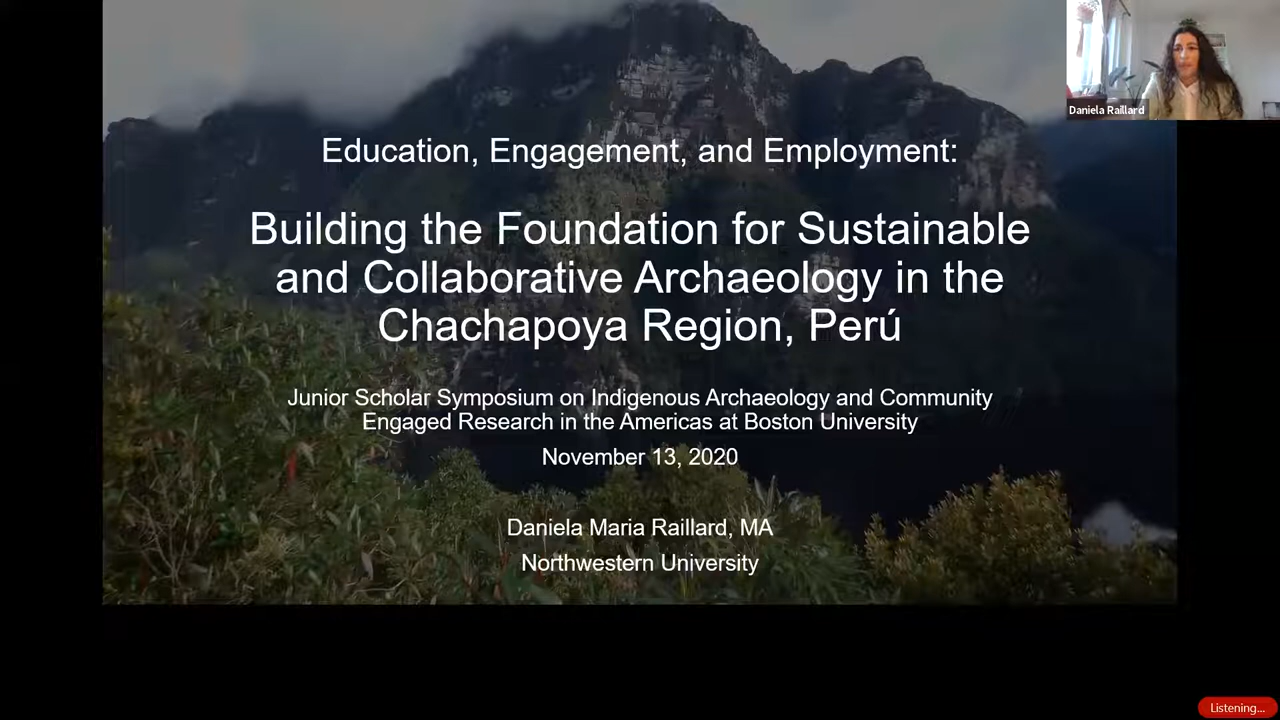 Education, Engagement, and Employment:
Building the Foundation for Sustainable
and Collaborative Archaeology in the
Chachapoya Region, Perú
Junior Scholar Symposium on Indigenous Archaeology and Community
Engaged Research in the Americas at Boston University
November 13, 2020
Daniela Maria Raillard, MA
Northwestern University
Daniela Raillard
Listening...